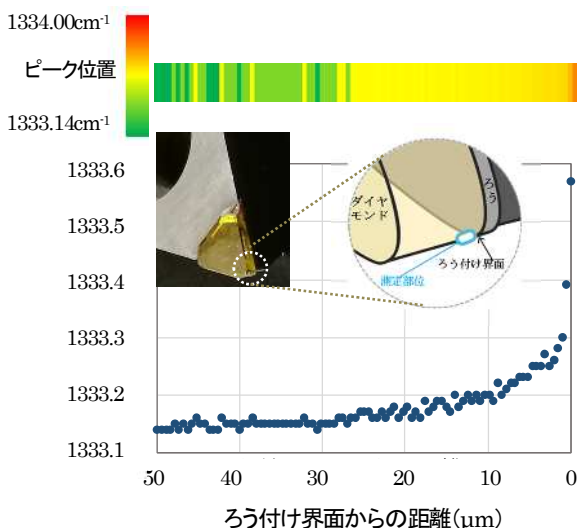 1334.00cm-1
ピーク位置
1333.14cm-1
ダイヤ
モンド
ろう
ろう付け界面
測定部位
1333.6
1333.5
1333.4
1333.3
1333.2
1333.1
50 40 30 20 10 0
ろう付け界面からの距離(μm)